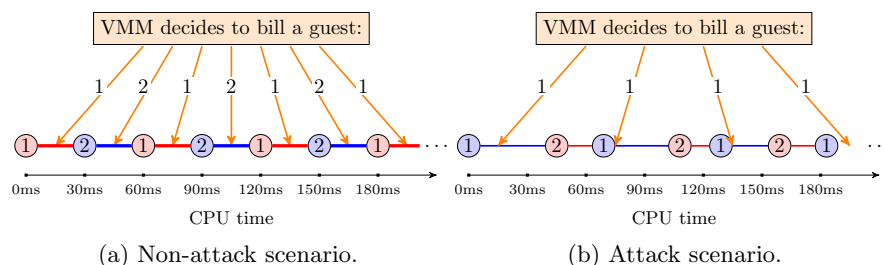 VMM decides to bill a guest:
1 2 1 2 1 2 1
1 2 1 2 1 2 1 ...
0ms 30ms 60ms 90ms 120ms 150ms 180ms
CPU time
(a) Non-attack scenario.
VMM decides to bill a guest:
1 1 1 1
1 2 1 2 1 2 1 ..
0ms 30ms 60ms 90ms 120ms 150ms 180ms
CPU time
(b) Attack scenario.